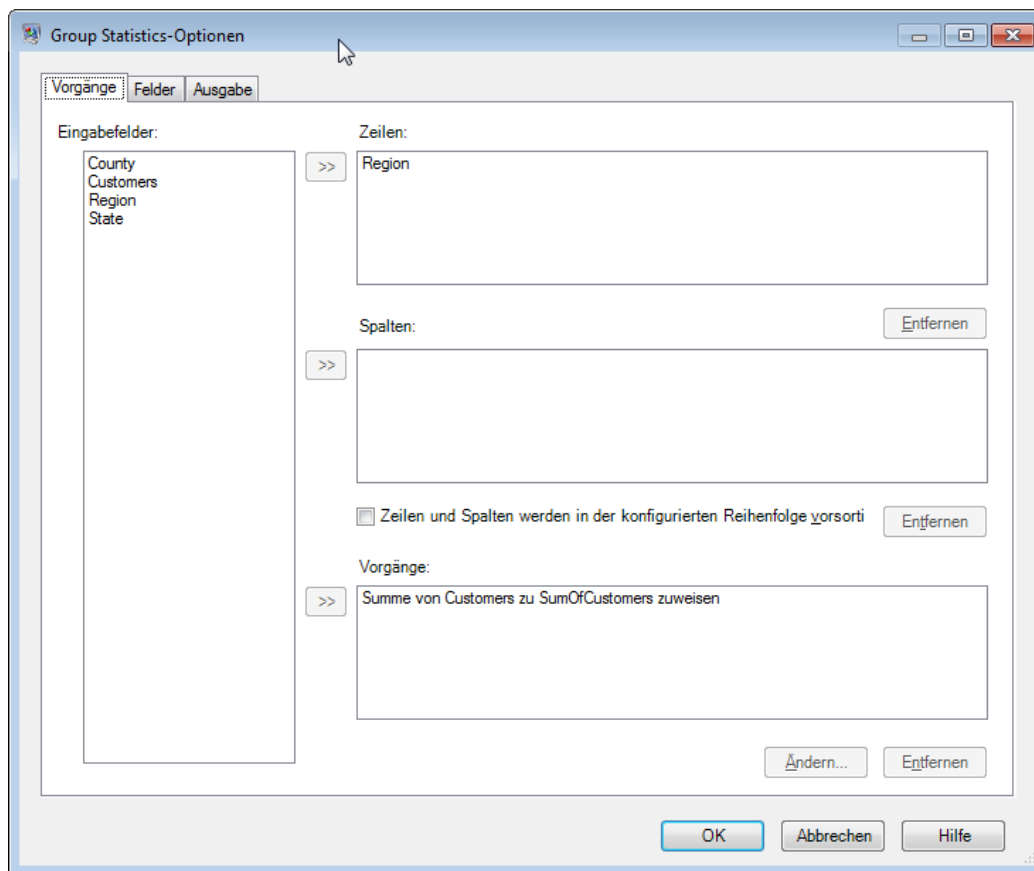 Group Statistics-Optionen
Vorgänge Felder Ausgabe
Eingabefelder:
County
Customers
Region
State
>>
Zeilen:
Region
Entfernen
Spalten:
>>
Zeilen und Spalten werden in der konfigurierten Reihenfolge vorsorti
Entfernen
Vorgänge:
>>
Summe von Customers zu SumOfCustomers zuweisen
Ändern...
Entfernen
OK
Abbrechen
Hilfe